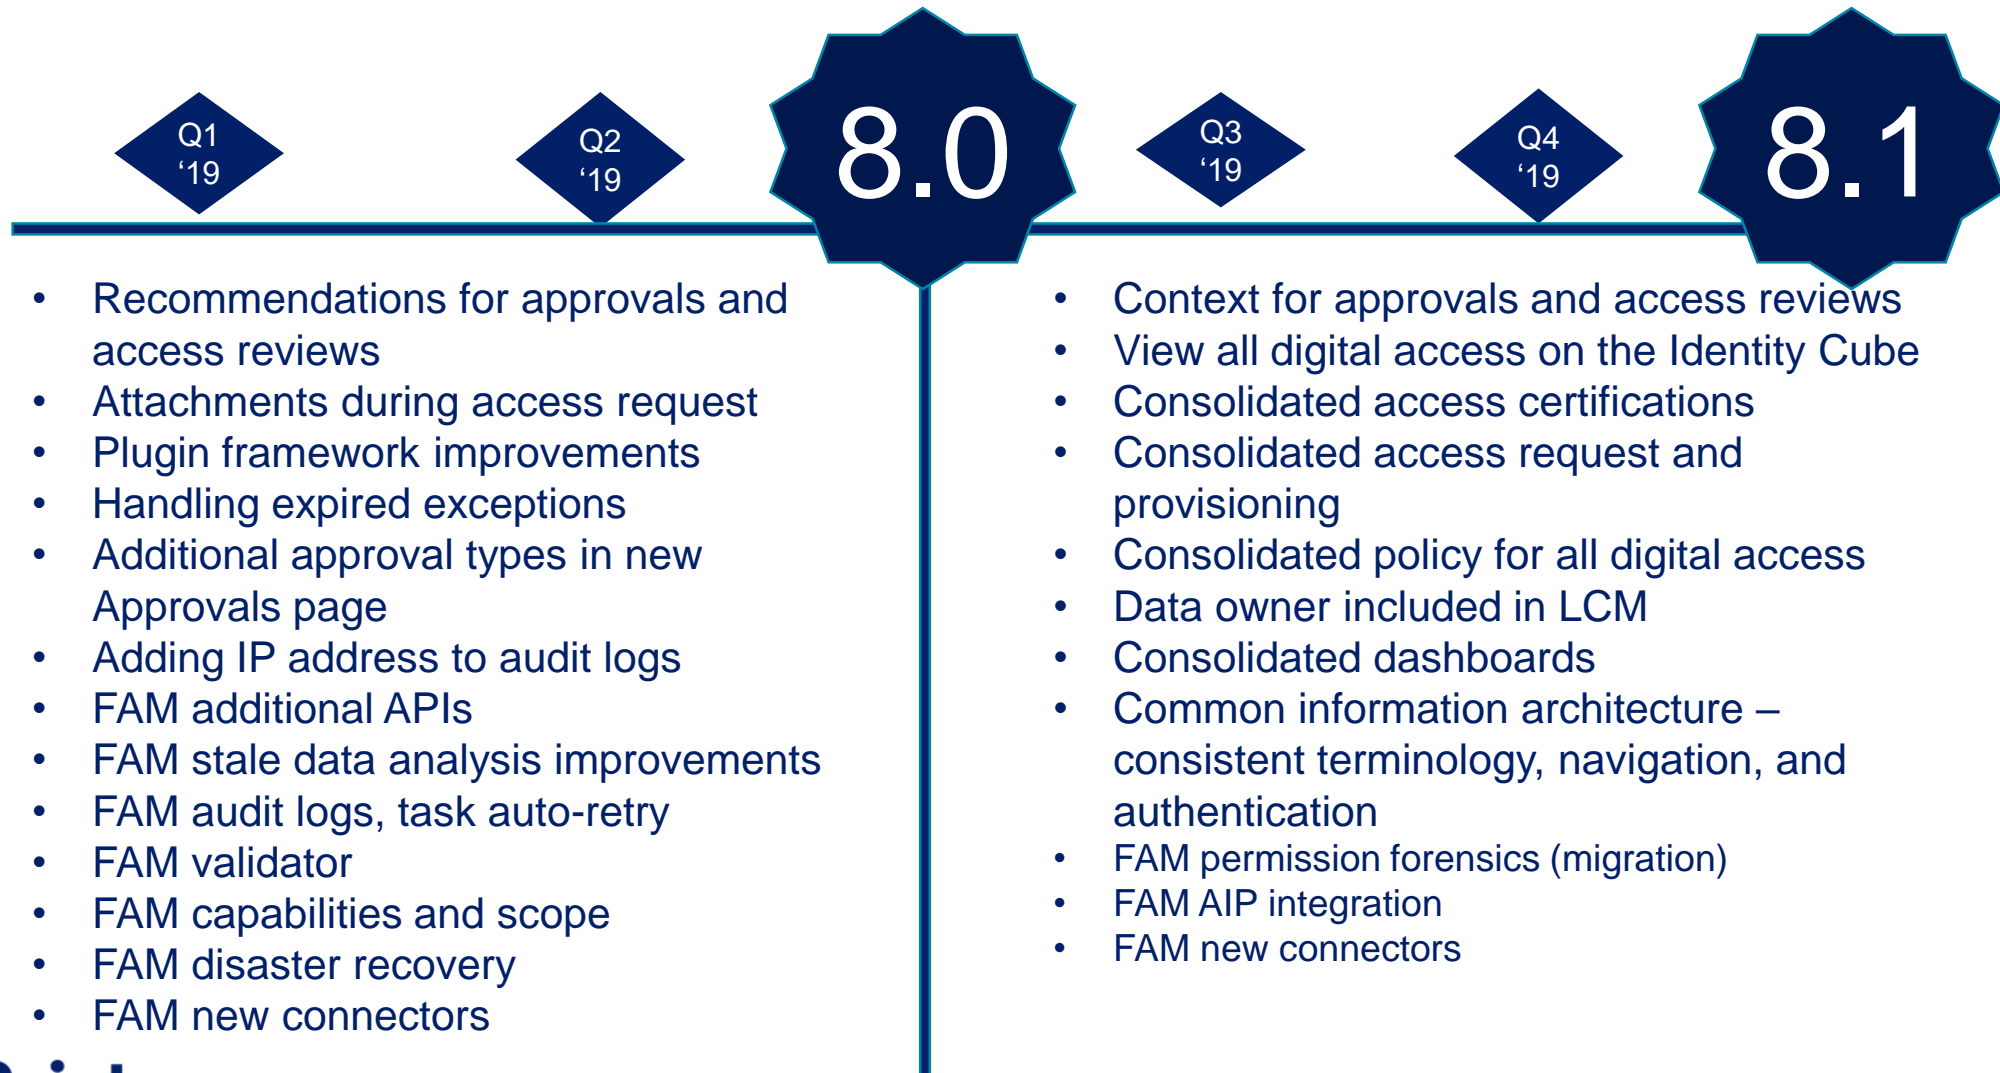 Q1
‘19
Q2
‘19
8.0
Q3
‘19
Q4
‘19
8.1
• Recommendations for approvals and
access reviews
• Attachments during access request
• Plugin framework improvements
• Handling expired exceptions
• Additional approval types in new
Approvals page
• Adding IP address to audit logs
• FAM additional APIs
• FAM stale data analysis improvements
• FAM audit logs, task auto-retry
• FAM validator
• FAM capabilities and scope
• FAM disaster recovery
• FAM new connectors
• Context for approvals and access reviews
• View all digital access on the Identity Cube
• Consolidated access certifications
• Consolidated access request and
provisioning
• Consolidated policy for all digital access
• Data owner included in LCM
• Consolidated dashboards
• Common information architecture –
consistent terminology, navigation, and
authentication
• FAM permission forensics (migration)
• FAM AIP integration
• FAM new connectors